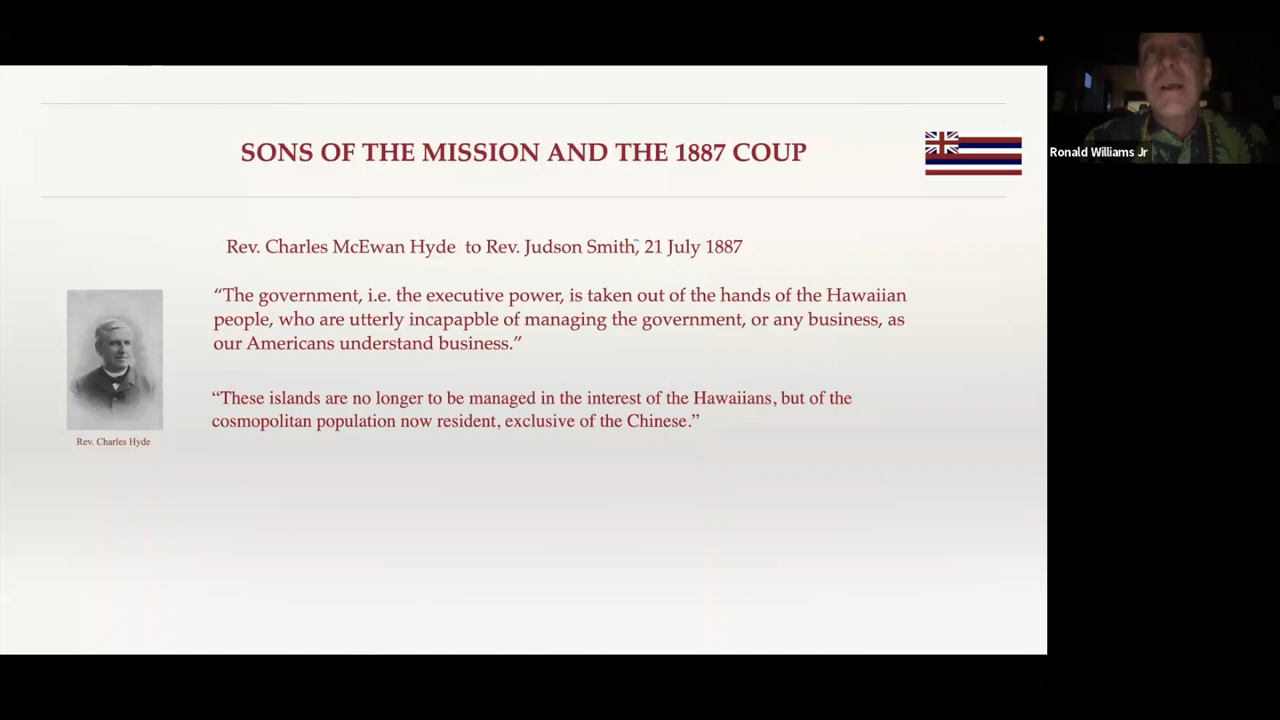 SONS OF THE MISSION AND THE 1887 COUP
Rev. Charles McEwan Hyde to Rev. Judson Smith, 21 July 1887
“The government, i.e. the executive power, is taken out of the hands of the Hawaiian
people, who are utterly incapapble of managing the government, or any business, as
our Americans understand business.”
“These islands are no longer to be managed in the interest of the Hawaiians, but of the
cosmopolitan population now resident, exclusive of the Chinese.”
Rev. Charles Hyde
Ronald Williams Jr